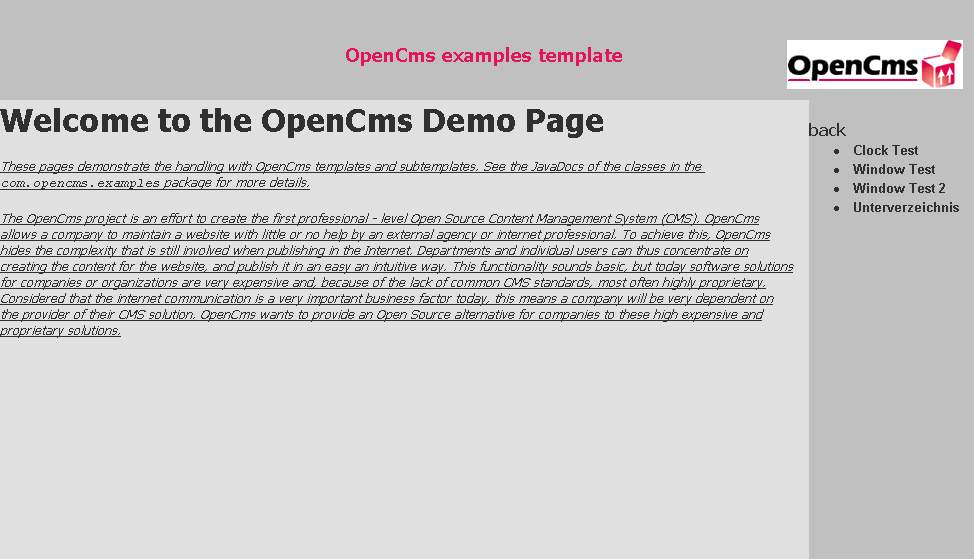 OpenCms examples template
OpenCms
Welcome to the OpenCms Demo Page
These pages demonstrate the handling with OpenCms templates and subtemplates. See the JavaDocs of the classes in the
com.opencms.examples package for more details.
The OpenCms project is an effort to create the first professional - level Open Source Content Management System (CMS). OpenCms
allows a company to maintain a website with little or no help by an external agency or internet professional. To achieve this, OpenCms
hides the complexity that is still involved when publishing in the Internet. Departments and individual users can thus concentrate on
creating the content for the website, and publish it in an easy an intuitive way. This functionality sounds basic, but today software solutions
for companies or organizations are very expensive and, because of the lack of common CMS standards, most often highly proprietary.
Considered that the internet communication is a very important business factor today, this means a company will be very dependent on
the provider of their CMS solution. OpenCms wants to provide an Open Source alternative for companies to these high expensive and
proprietary solutions.
back
Clock Test
Window Test
Window Test 2
Unterverzeichnis